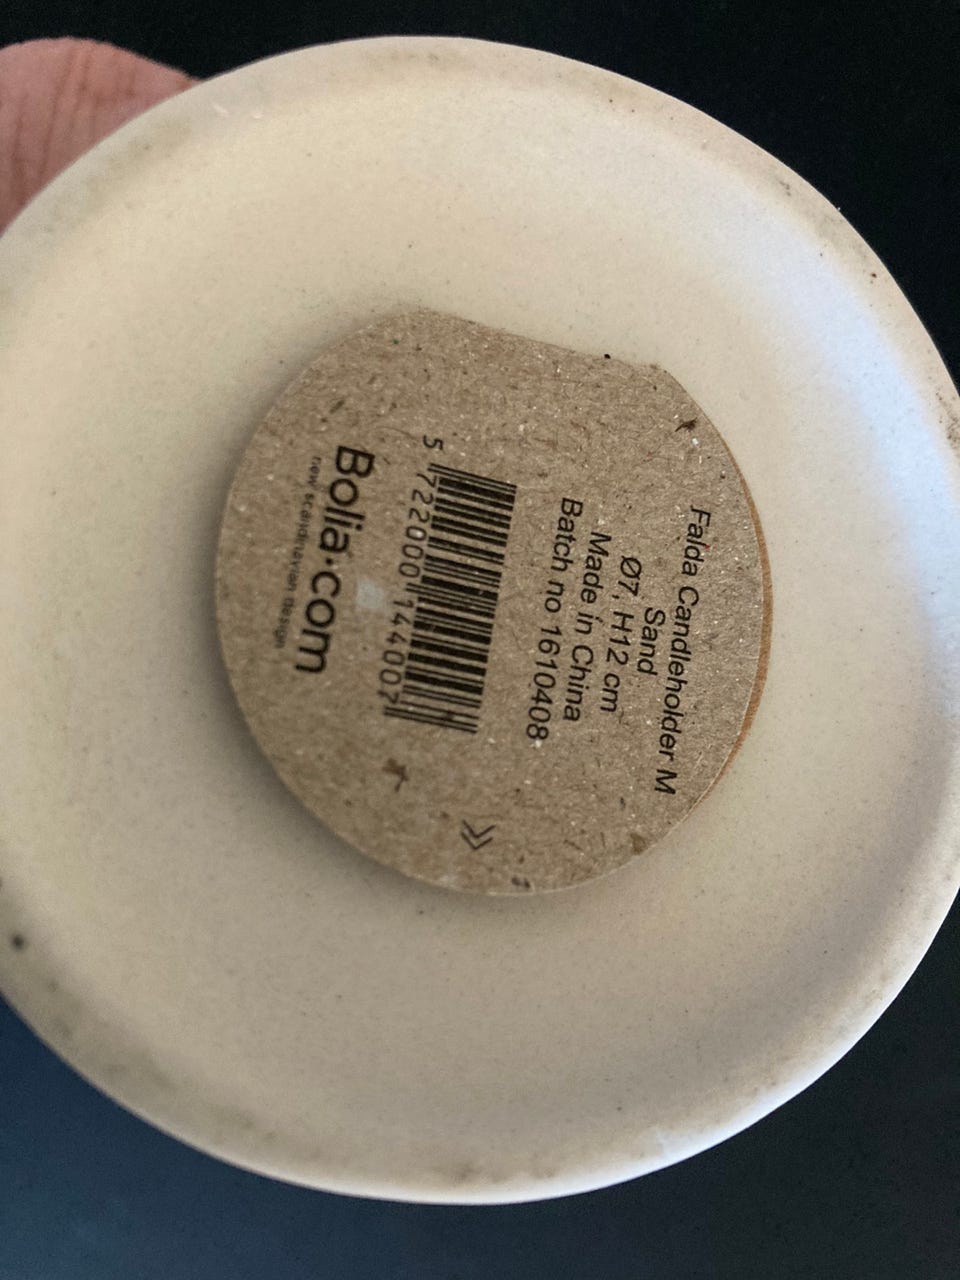 Falda Candleholder M
Sand
Ø7, H12 cm
Made in China
Batch no 1610408
5 722000 144007
Bolia.com
new scandinavian design